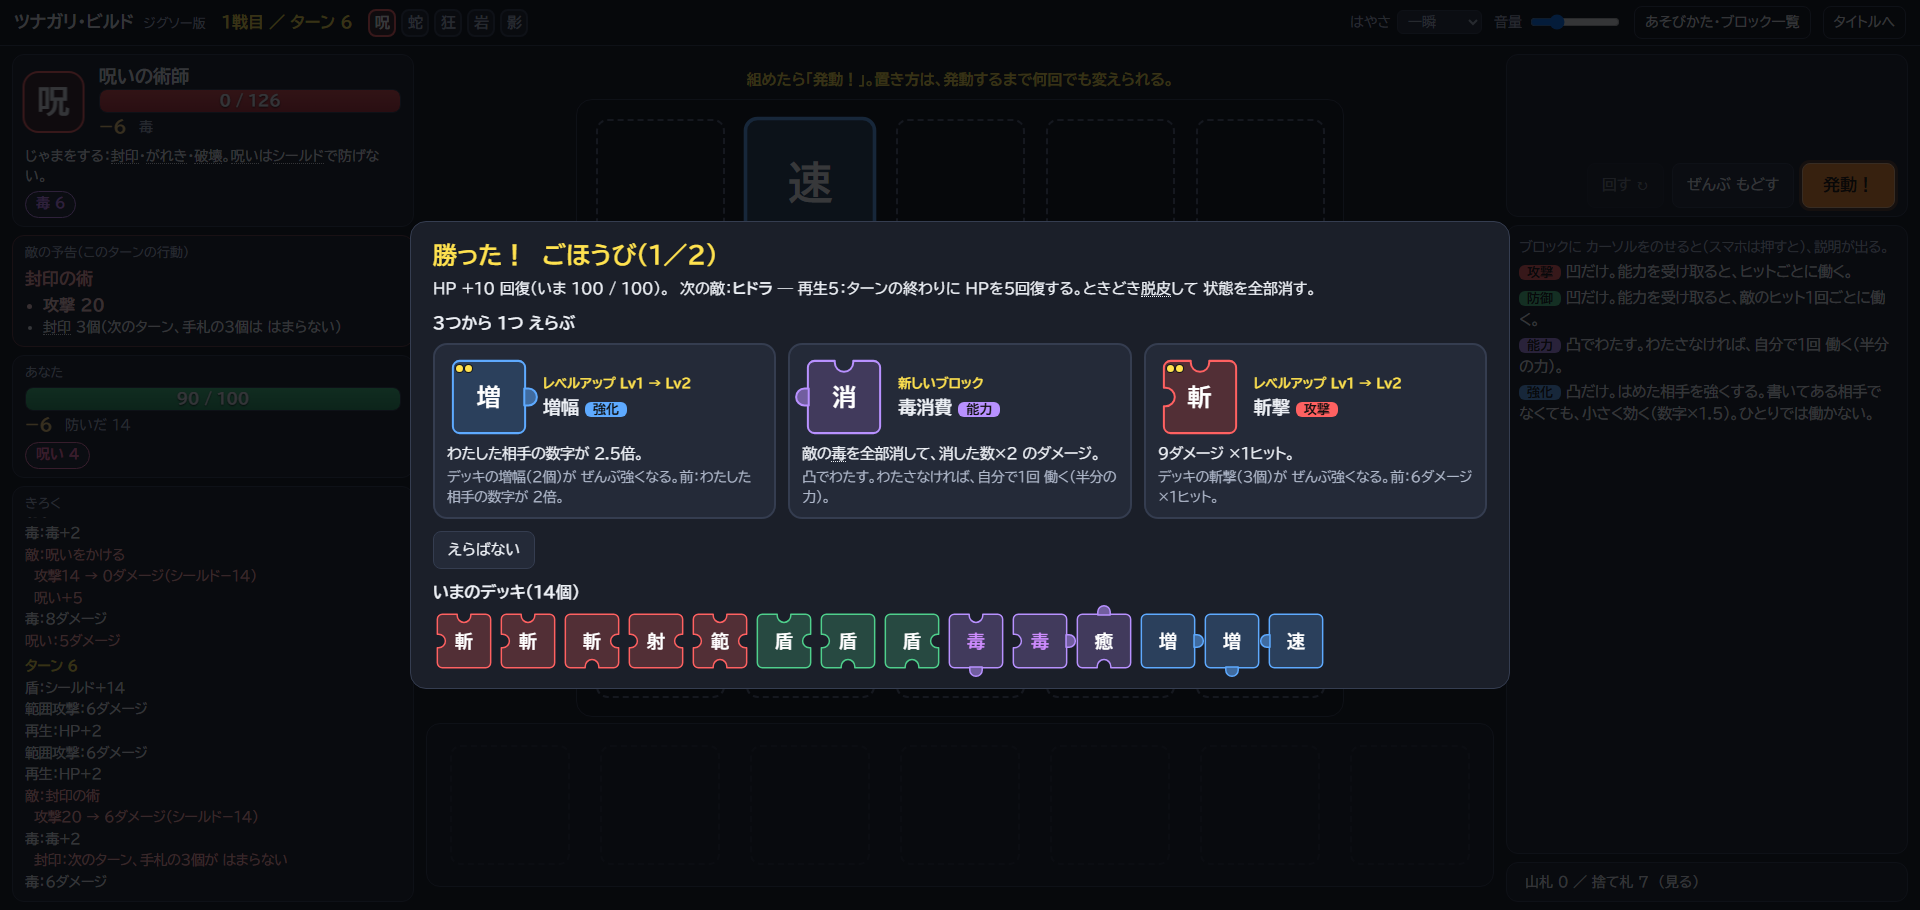 ツナガリ・ビルド ジグソー版 1戦目 ／ ターン 6 呪 蛇 狂 岩 影
はやさ 一瞬 音量 あそびかた・ブロック一覧 タイトルへ
呪 呪いの術師
0 / 126
−6 毒
じゃまをする：封印・がれき・破壊。呪いはシールドで防げな
い。
毒 6
敵の予告（このターンの行動）
封印の術
• 攻撃 20
• 封印 3個（次のターン、手札の3個は はまらない）
あなた
90 / 100
−6 防いだ 14
呪い 4
きろく
毒：毒+2
敵：呪いをかける
攻撃14 → 0ダメージ（シールド−14）
呪い+5
毒：8ダメージ
呪い：5ダメージ
ターン 6
盾：シールド+14
範囲攻撃：6ダメージ
再生：HP+2
範囲攻撃：6ダメージ
再生：HP+2
敵：封印の術
攻撃20 → 6ダメージ（シールド−14）
毒：毒+2
封印：次のターン、手札の3個が はまらない
毒：6ダメージ
組めたら「発動！」。置き方は、発動するまで何回でも変えられる。
速
勝った！ ごほうび（1／2）
HP +10 回復（いま 100 / 100）。 次の敵：ヒドラ — 再生5：ターンの終わりに HPを5回復する。ときどき脱皮して 状態を全部消す。
3つから 1つ えらぶ
増 レベルアップ Lv1 → Lv2
増幅 強化
わたした相手の数字が 2.5倍。
デッキの増幅（2個）が ぜんぶ強くなる。前：わたした
相手の数字が 2倍。
消 新しいブロック
毒消費 能力
敵の毒を全部消して、消した数×2 のダメージ。
凸でわたす。わたさなければ、自分で1回 働く（半分の
力）。
斬 レベルアップ Lv1 → Lv2
斬撃 攻撃
9ダメージ ×1ヒット。
デッキの斬撃（3個）が ぜんぶ強くなる。前：6ダメージ
×1ヒット。
えらばない
いまのデッキ（14個）
斬 斬 斬 射 範 盾 盾 盾 毒 毒 癒 増 増 速
回す ↻ ぜんぶ もどす 発動！
ブロックに カーソルをのせると（スマホは押すと）、説明が出る。
攻撃 凹だけ。能力を受け取ると、ヒットごとに働く。
防御 凹だけ。能力を受け取ると、敵のヒット1回ごとに働
く。
能力 凸でわたす。わたさなければ、自分で1回 働く（半分
の力）。
強化 凸だけ。はめた相手を強くする。書いてある相手で
なくても、小さく効く（数字×1.5）。ひとりでは働かない。
山札 0 ／ 捨て札 7 （見る）